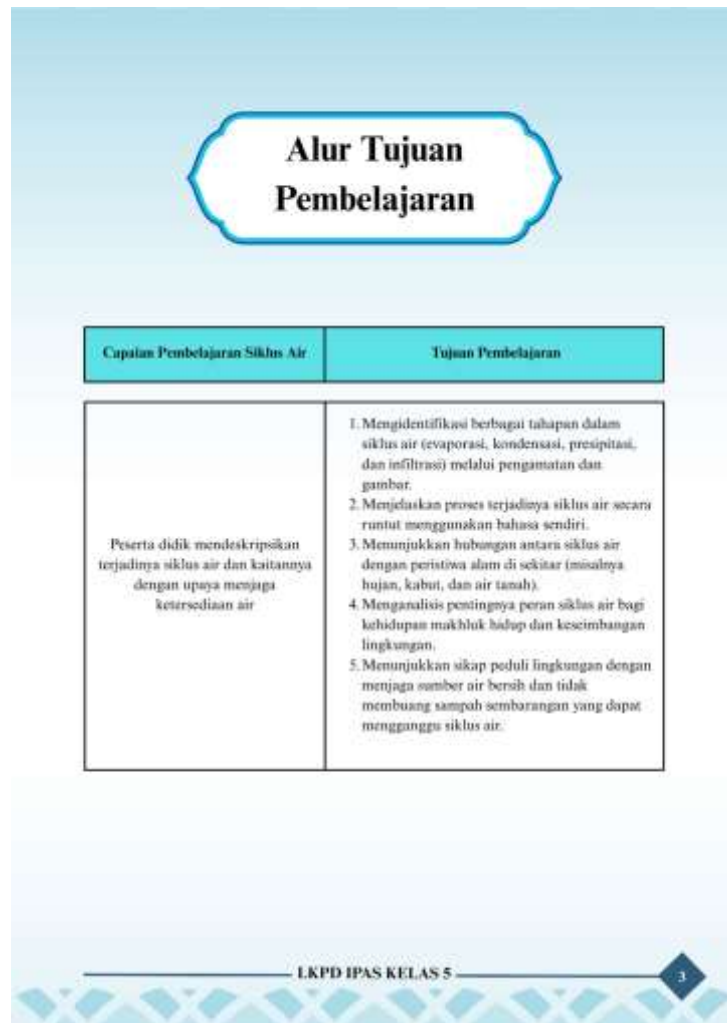 Alur Tujuan
Pembelajaran
Capaian Pembelajaran Siklus Air
Tujuan Pembelajaran
Peserta didik mendeskripsikan
terjadinya siklus air dan kaitannya
dengan upaya menjaga
ketersediaan air
1. Mengidentifikasi berbagai tahapan dalam
siklus air (evaporasi, kondensasi, presipitasi,
dan infiltrasi) melalui pengamatan dan
gambar.
2. Menjelaskan proses terjadinya siklus air secara
runtut menggunakan bahasa sendiri.
3. Menunjukkan hubungan antara siklus air
dengan peristiwa alam di sekitar (misalnya
hujan, kabut, dan air tanah).
4. Menganalisis pentingnya peran siklus air bagi
kehidupan makhluk hidup dan keseimbangan
lingkungan.
5. Menunjukkan sikap peduli lingkungan dengan
menjaga sumber air bersih dan tidak
membuang sampah sembarangan yang dapat
mengganggu siklus air.
LKPD IPAS KELAS 5
3